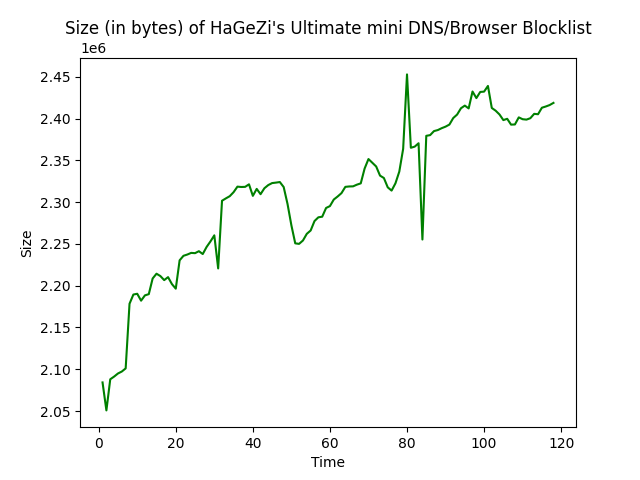 Size (in bytes) of HaGeZi's Ultimate mini DNS/Browser Blocklist
1e6
2.45
2.40
2.35
2.30
2.25
2.20
2.15
2.10
2.05
Size
0 20 40 60 80 100 120
Time